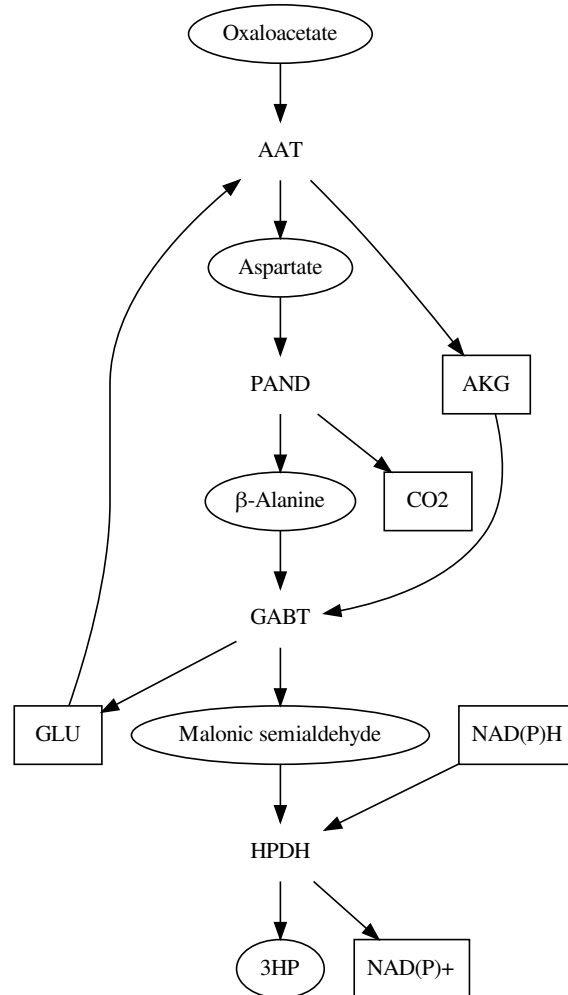 Oxaloacetate
AAT
Aspartate
PAND
AKG
β-Alanine
CO2
GABT
GLU
Malonic semialdehyde
NAD(P)H
HPDH
3HP
NAD(P)+